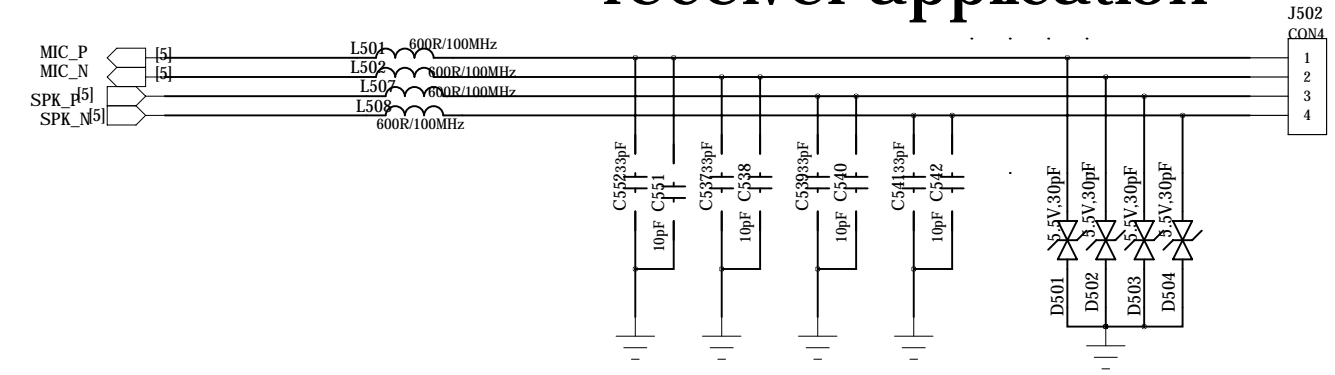 receiver application
J502
CON4
MIC_P [5] L501 600R/100MHz 1
MIC_N [5] L502 600R/100MHz 2
SPK_P [5] L507 600R/100MHz 3
SPK_N [5] L508 600R/100MHz 4
C552 33pF
C551 10pF
C537 33pF
C538 10pF
C539 33pF
C540 10pF
C541 33pF
C542 10pF
5.5V,30pF
5.5V,30pF
5.5V,30pF
5.5V,30pF
D501
D502
D503
D504